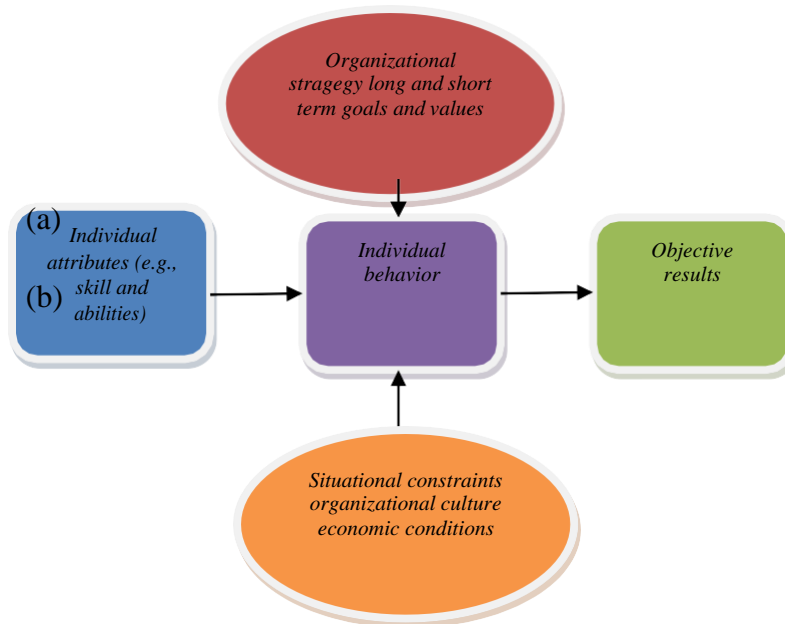 Organizational
stragegy long and short
term goals and values
(a)
Individual
attributes (e.g.,
skill and
(b)
abilities)
Individual
behavior
Objective
results
Situational constraints
organizational culture
economic conditions